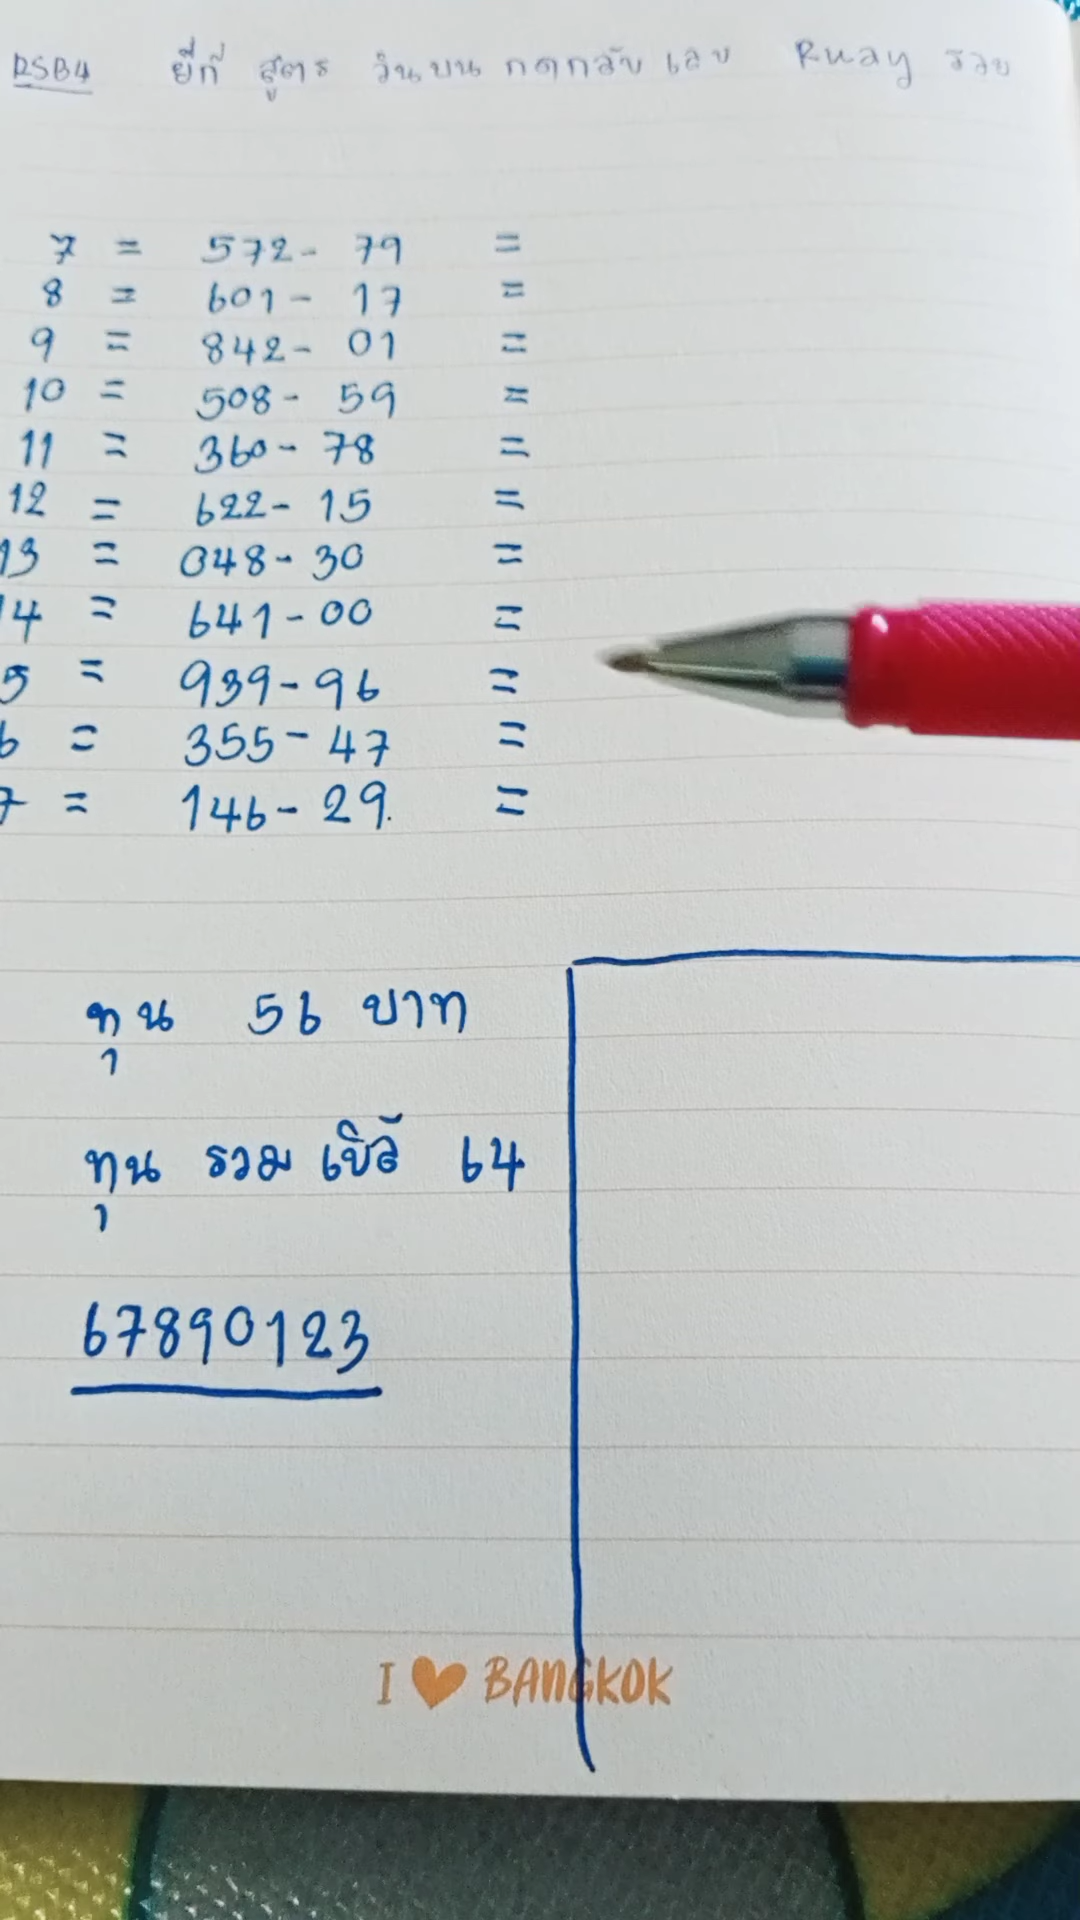 RSB4 ยี่กี่ สูตร วินบน กดกลับเลข Ruay รวย
7 = 572 - 79 =
8 = 601 - 17 =
9 = 842 - 01 =
10 = 508 - 59 =
11 = 360 - 78 =
12 = 622 - 15 =
13 = 048 - 30 =
14 = 641 - 00 =
5 = 939 - 96 =
6 = 355 - 47 =
7 = 146 - 29. =
ทุน 56 บาท
ทุน รวม เบิ้ล 64
67890123
I ♥ BANGKOK